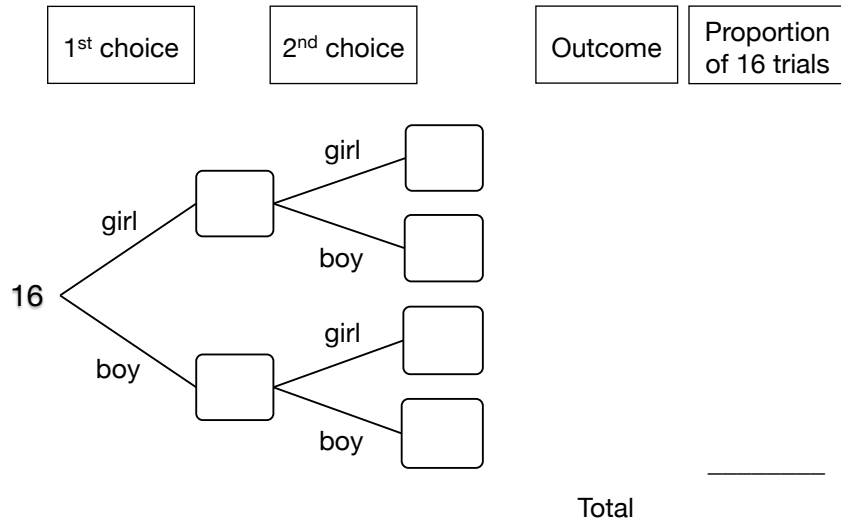 1st choice
2nd choice
Outcome
Proportion
of 16 trials
girl
girl
boy
16
girl
boy
boy
Total